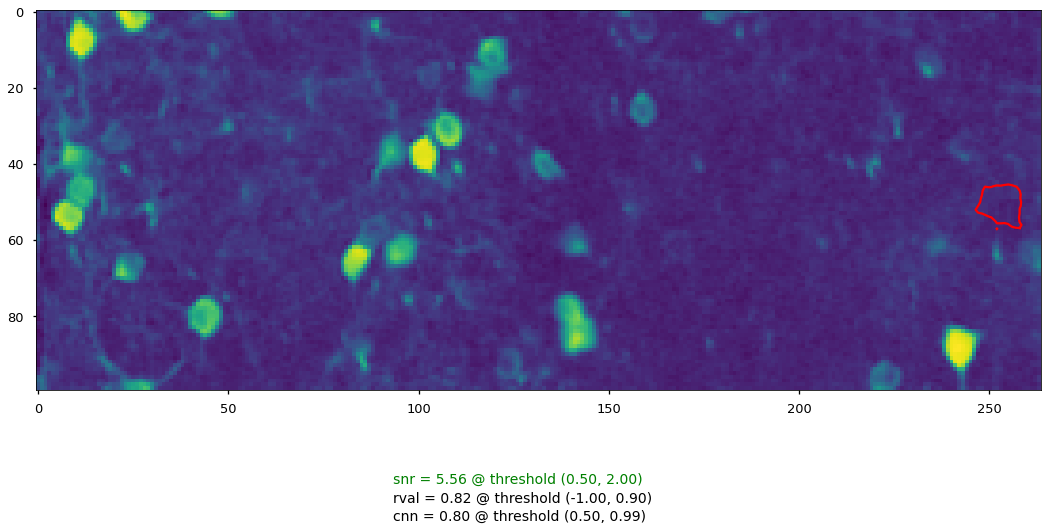 0
20
40
60
80
0 50 100 150 200 250
snr = 5.56 @ threshold (0.50, 2.00)
rval = 0.82 @ threshold (-1.00, 0.90)
cnn = 0.80 @ threshold (0.50, 0.99)